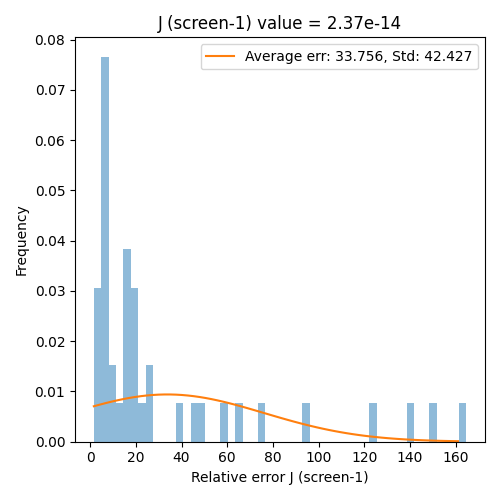 J (screen-1) value = 2.37e-14
Average err: 33.756, Std: 42.427
0.08
0.07
0.06
0.05
0.04
0.03
0.02
0.01
0.00
Frequency
0 20 40 60 80 100 120 140 160
Relative error J (screen-1)